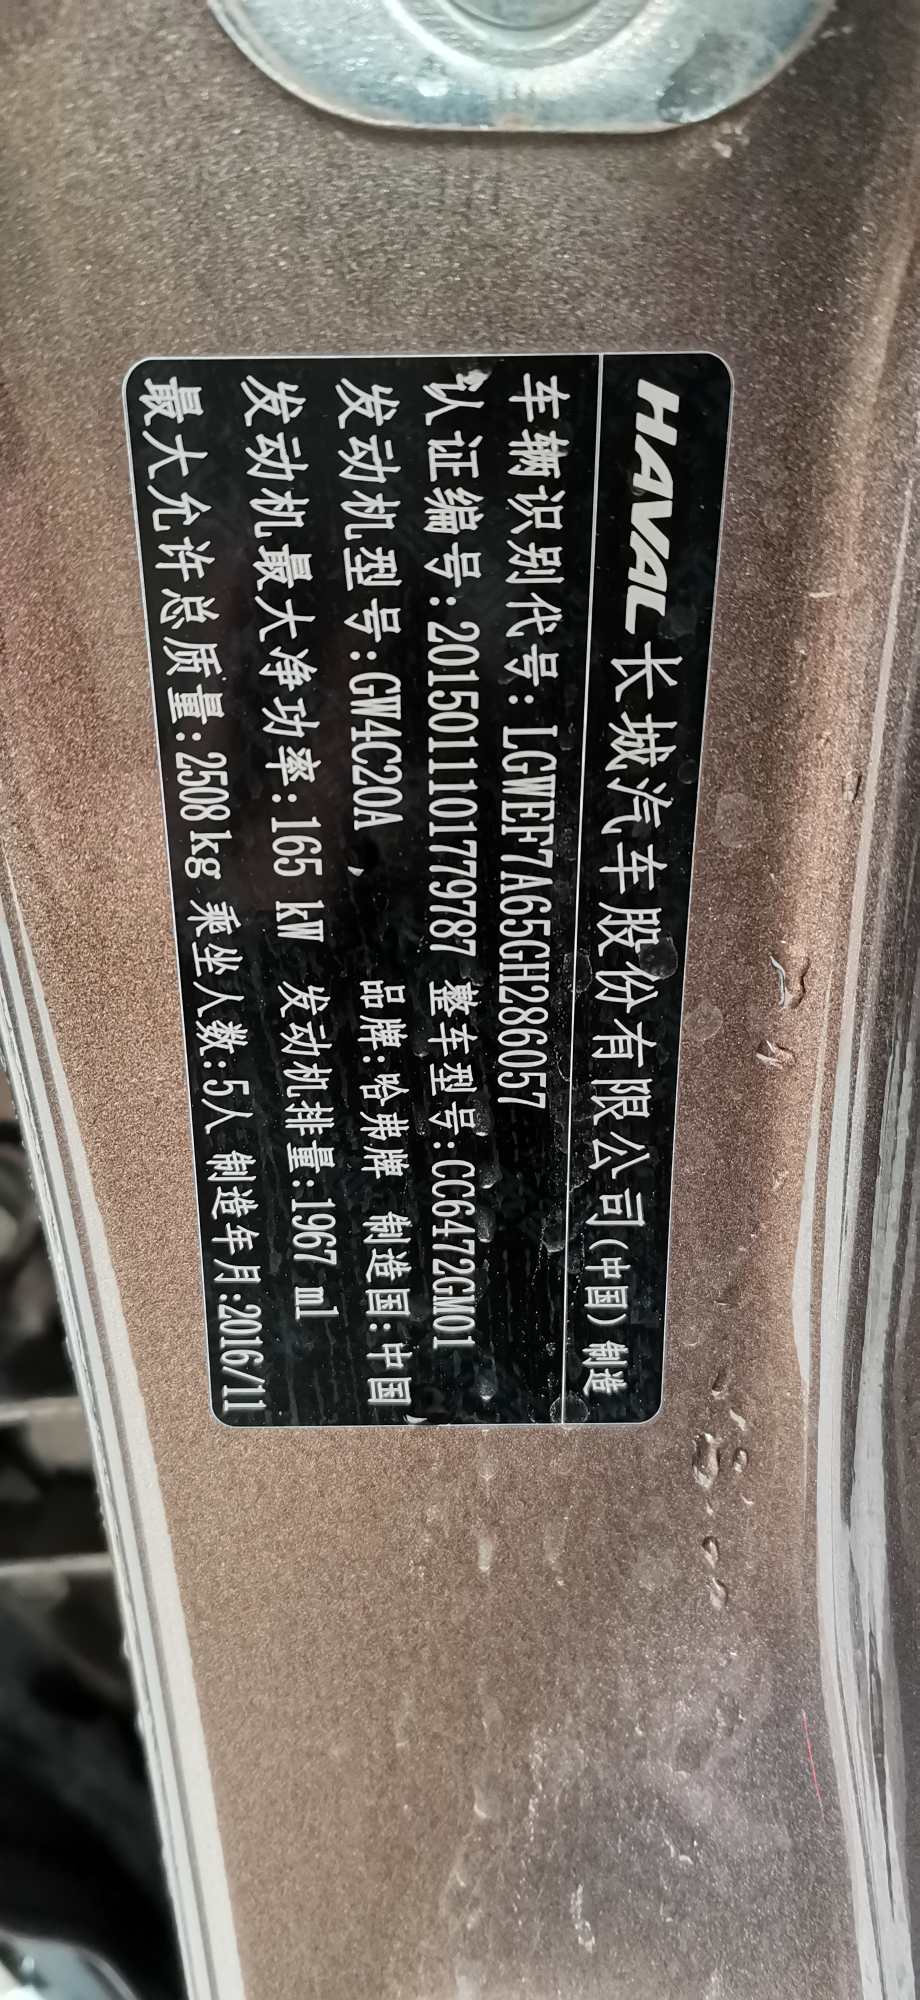 HAVAL 长城汽车股份有限公司(中国)制造
车辆识别代号:LGWEF7A65GH286057
认证编号:2015011101779787 整车型号:CC6472GM01
发动机型号:GW4C20A 品牌:哈弗牌 制造国:中国
发动机最大净功率:165 kW 发动机排量:1967 ml
最大允许总质量:2508kg 乘坐人数:5人 制造年月:2016/11